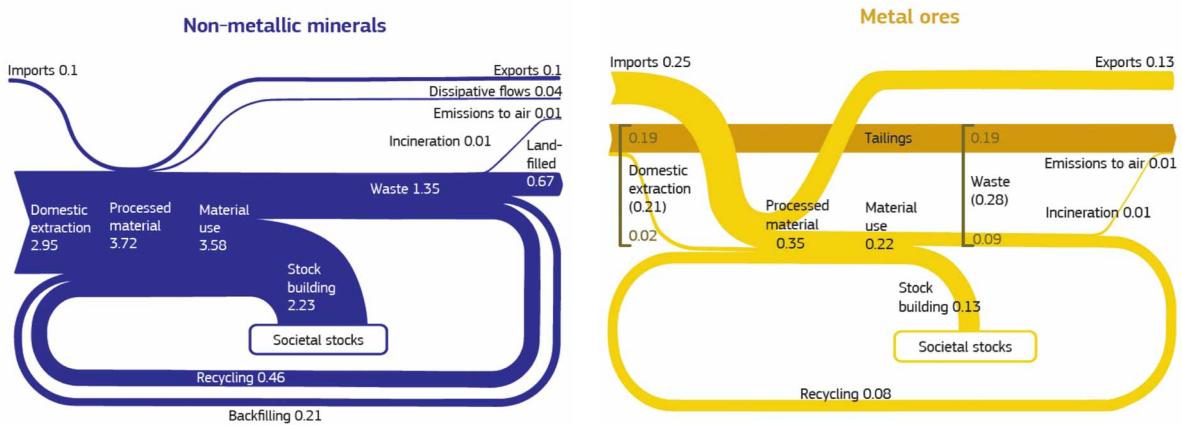 Non-metallic minerals
Imports 0.1
Exports 0.1
Dissipative flows 0.04
Emissions to air 0.01
Incineration 0.01
Land-
filled
0.67
Waste 1.35
Domestic
extraction
2.95
Processed
material
3.72
Material
use
3.58
Stock
building
2.23
Societal stocks
Recycling 0.46
Backfilling 0.21
Metal ores
Imports 0.25
Exports 0.13
0.19
Tailings
0.19
Emissions to air 0.01
Domestic
extraction
(0.21)
Waste
(0.28)
Incineration 0.01
Processed
material
0.35
Material
use
0.22
0.02
0.09
Stock
building 0.13
Societal stocks
Recycling 0.08